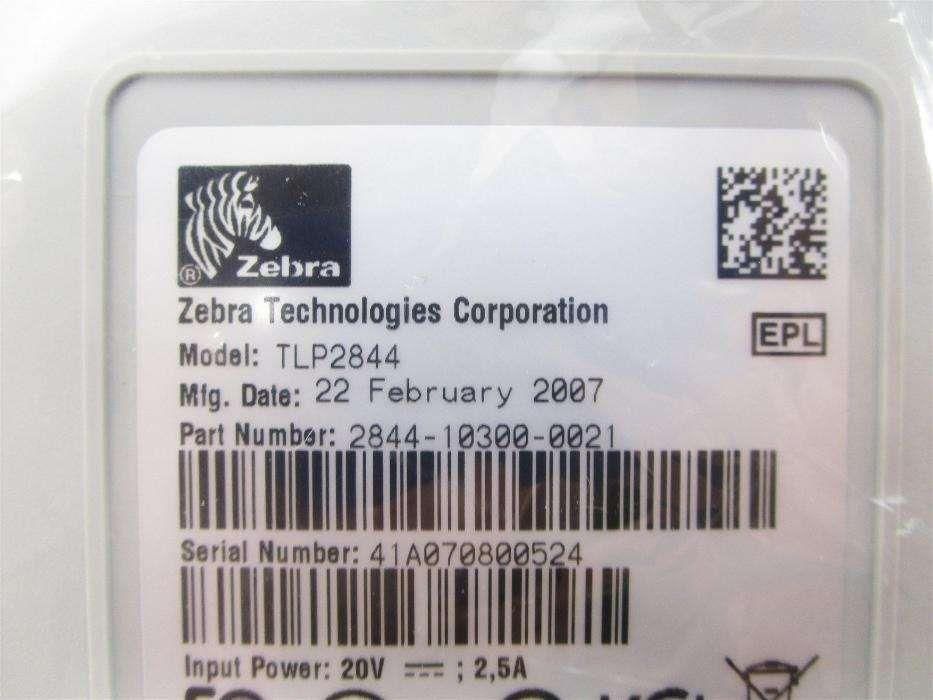 ® Zebra
Zebra Technologies Corporation
EPL
Model: TLP2844
Mfg. Date: 22 February 2007
Part Number: 2844-10300-0021
Serial Number: 41A070800524
Input Power: 20V ⎓ ; 2,5A